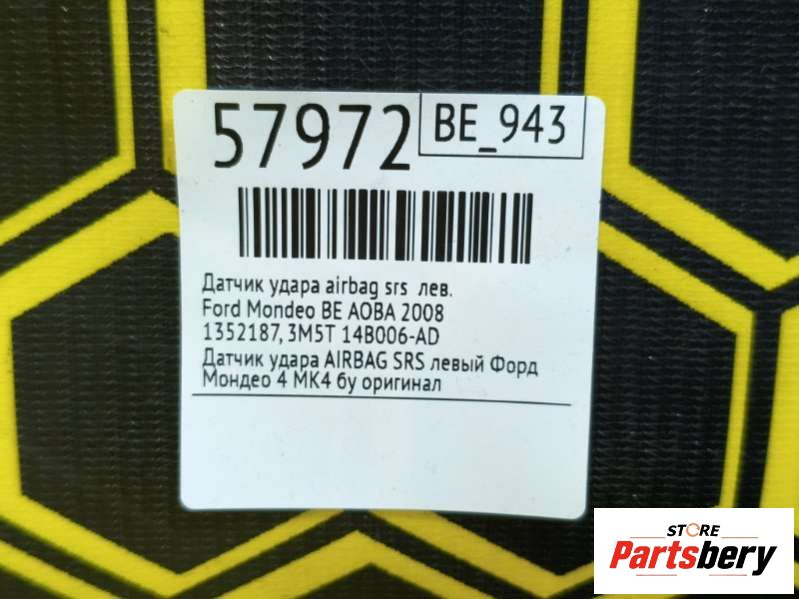 57972
BE_943
Датчик удара airbag srs лев.
Ford Mondeo BE AOBA 2008
1352187, 3M5T 14B006-AD
Датчик удара AIRBAG SRS левый Форд
Мондео 4 МК4 бу оригинал
STORE
Partsbery